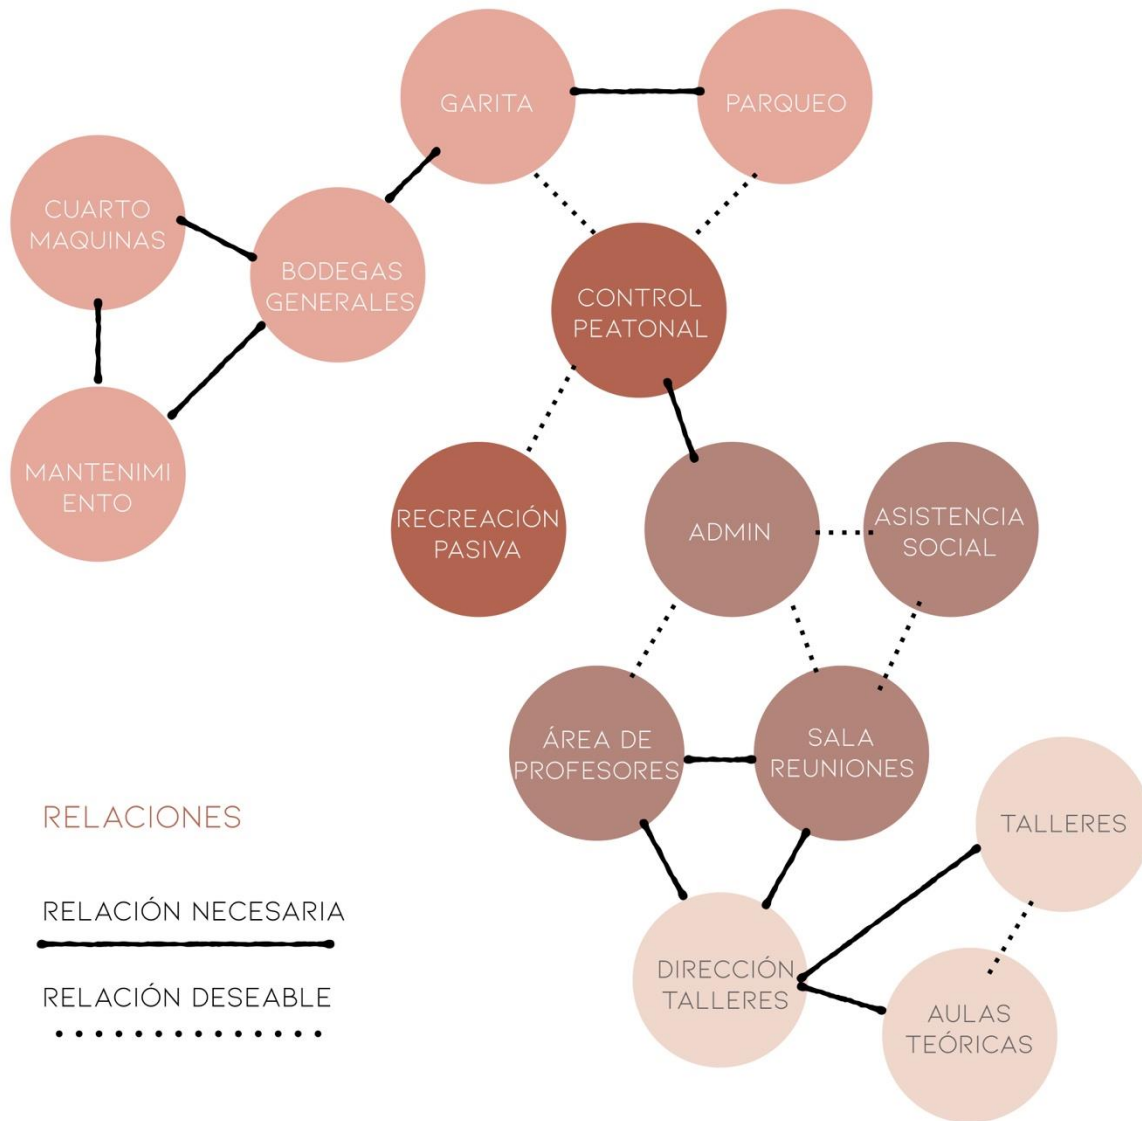 GARITA
PARQUEO
CUARTO
MAQUINAS
BODEGAS
GENERALES
CONTROL
PEATONAL
MANTENIMI
ENTO
RECREACIÓN
PASIVA
ADMIN
ASISTENCIA
SOCIAL
ÁREA DE
PROFESORES
SALA
REUNIONES
TALLERES
DIRECCIÓN
TALLERES
AULAS
TEÓRICAS
RELACIONES
RELACIÓN NECESARIA
RELACIÓN DESEABLE